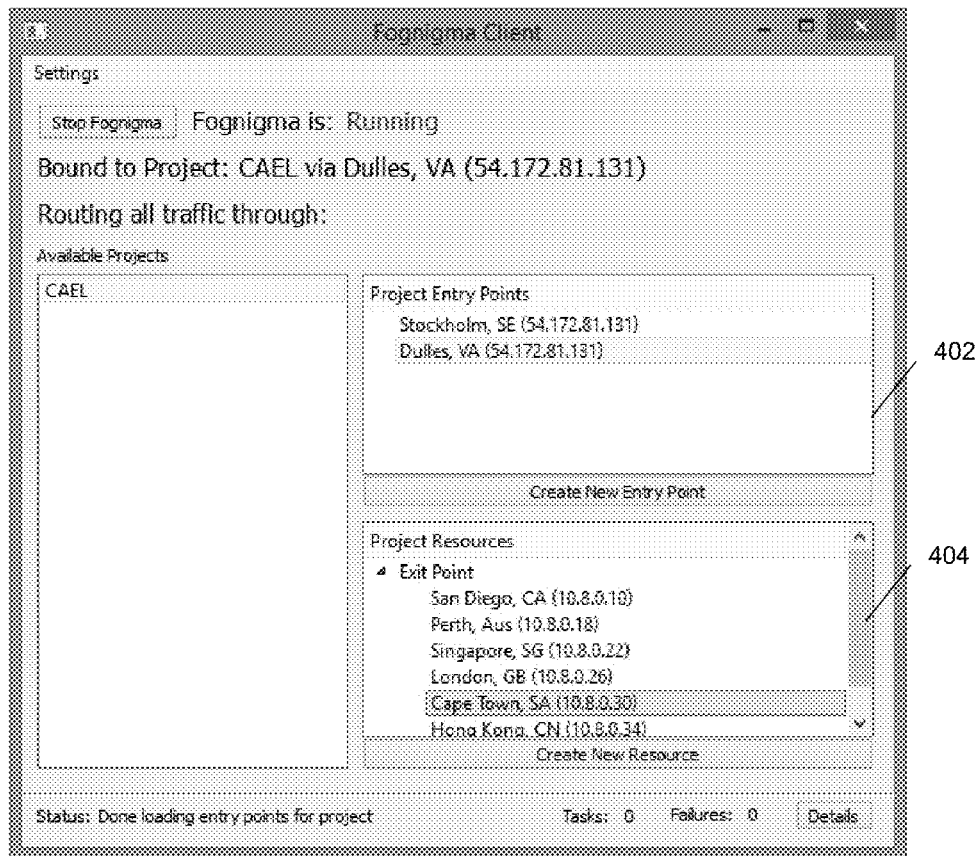 Fognigma Client
Settings
Stop Fognigma Fognigma is: Running
Bound to Project: CAEL via Dulles, VA (54.172.81.131)
Routing all traffic through:
Available Projects
CAEL
Project Entry Points
Stockholm, SE (54.172.81.131)
Dulles, VA (54.172.81.131)
402
Create New Entry Point
Project Resources
404
Exit Point
San Diego, CA (10.8.0.10)
Perth, Aus (10.8.0.18)
Singapore, SG (10.8.0.22)
London, GB (10.8.0.26)
Cape Town, SA (10.8.0.30)
Hong Kong, CN (10.8.0.34)
Create New Resource
Status: Done loading entry points for project Tasks: 0 Failures: 0 Details